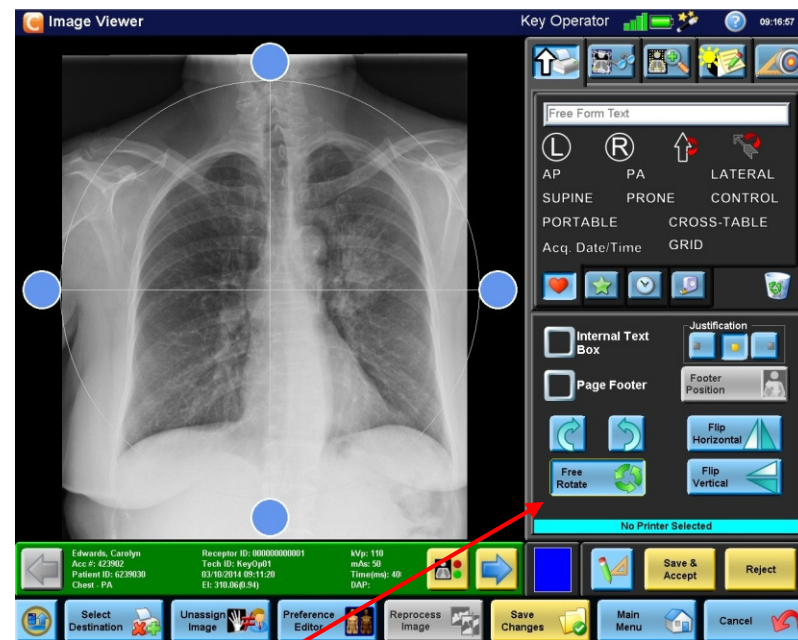 Image Viewer
Key Operator
09:16:57
Free Form Text
L R
AP PA LATERAL
SUPINE PRONE CONTROL
PORTABLE CROSS-TABLE
Acq. Date/Time GRID
Internal Text
Box
Justification
Page Footer
Footer
Position
Flip
Horizontal
Free
Rotate
Flip
Vertical
No Printer Selected
Edwards, Carolyn
Acc #: 423902
Patient ID: 6239030
Chest - PA
Receptor ID: 000000000001
Tech ID: KeyOp01
03/10/2014 09:11:20
EI: 310.06(0.94)
kVp: 110
mAs: 50
Time(ms): 40
DAP:
Save &
Accept
Reject
Select
Destination
Unassign
Image
Preference
Editor
Reprocess
Image
Save
Changes
Main
Menu
Cancel